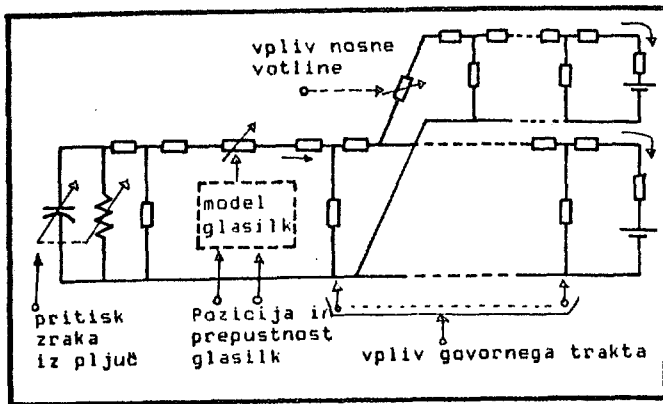 vpliv nosne
votline
model
glasilk
pritisk
zraka
iz pljuč
Pozicija in
prepustnost
glasilk
vpliv govornega trakta